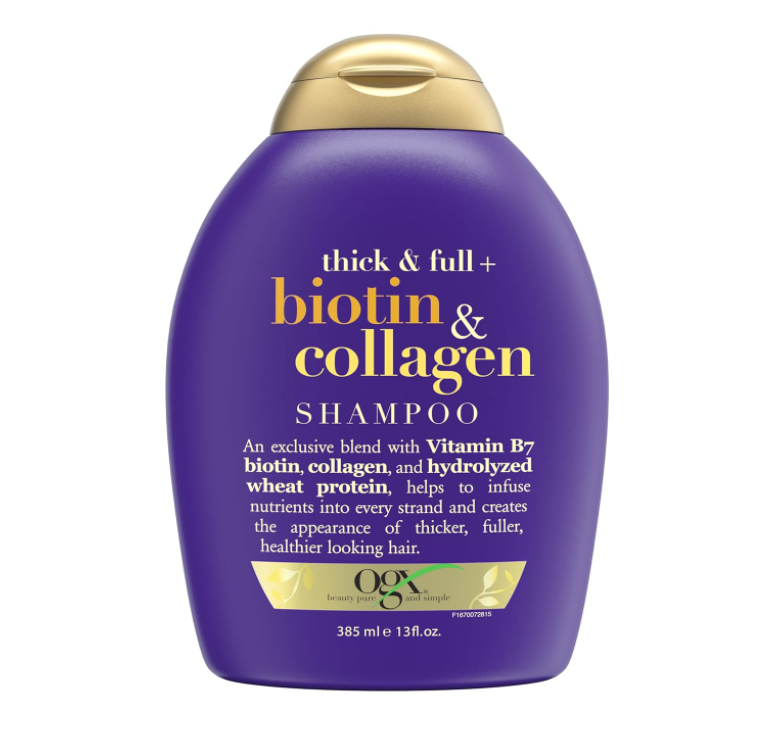 thick & full +
biotin &
collagen
SHAMPOO
An exclusive blend with Vitamin B7
biotin, collagen, and hydrolyzed
wheat protein, helps to infuse
nutrients into every strand and creates
the appearance of thicker, fuller,
healthier looking hair.
ogx®
beauty pure and simple
F1670072815
385 ml e 13fl.oz.